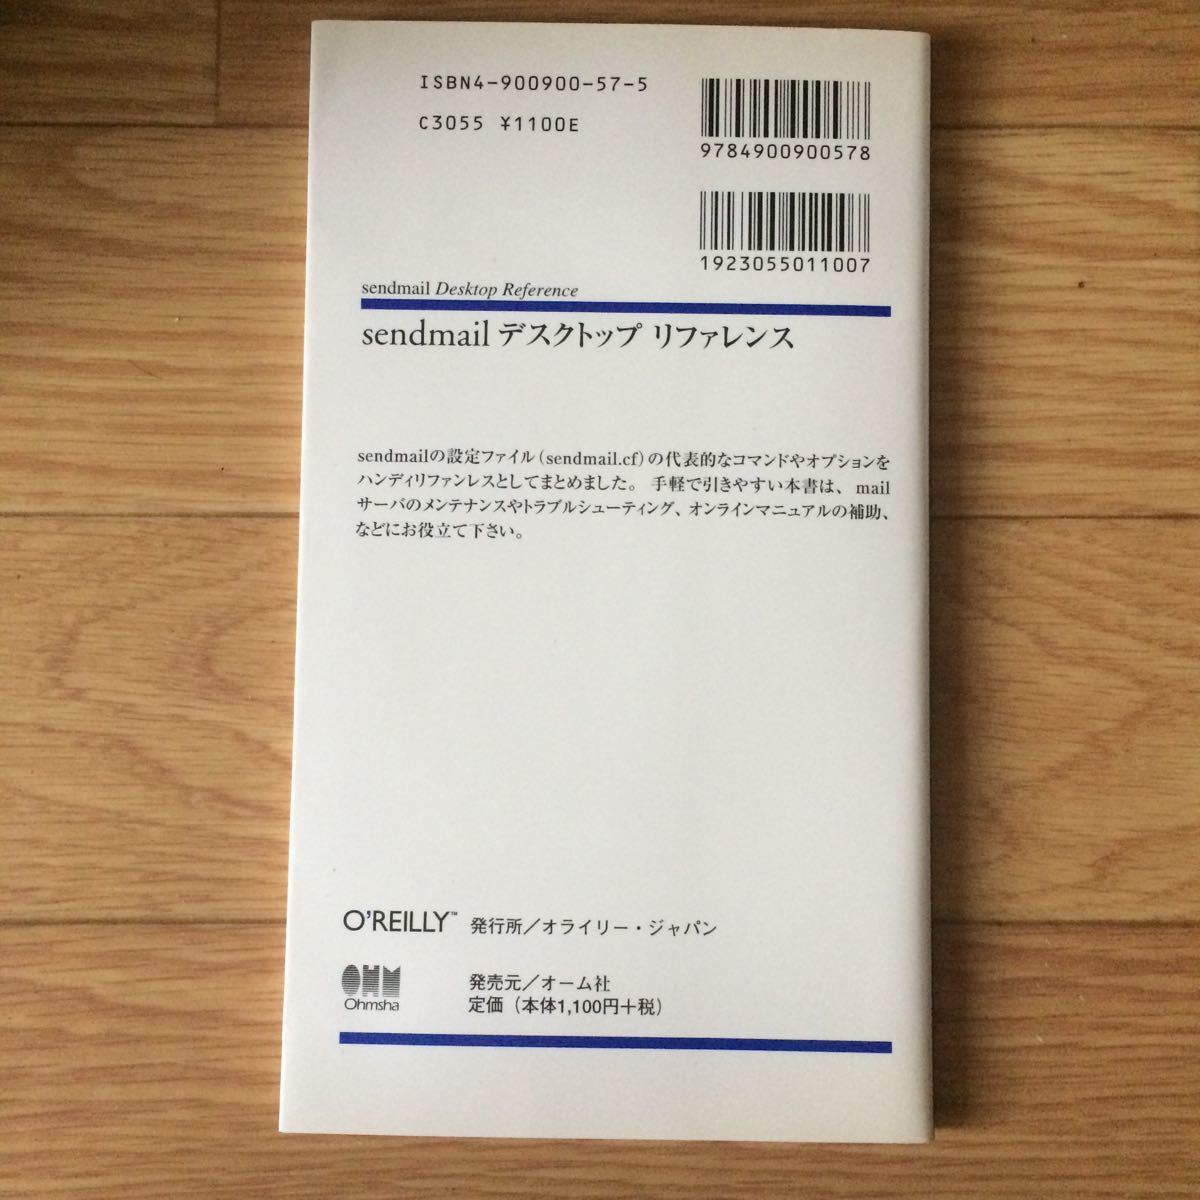 ISBN4-900900-57-5
C3055 ¥1100E
9784900900578
1923055011007
sendmail Desktop Reference
sendmail デスクトップ リファレンス
sendmailの設定ファイル（sendmail.cf）の代表的なコマンドやオプションを
ハンディリファンレスとしてまとめました。 手軽で引きやすい本書は、 mail
サーバのメンテナンスやトラブルシューティング、オンラインマニュアルの補助、
などにお役立て下さい。
O'REILLY™ 発行所／オライリー・ジャパン
OHM
Ohmsha
発売元／オーム社
定価（本体1,100円＋税）